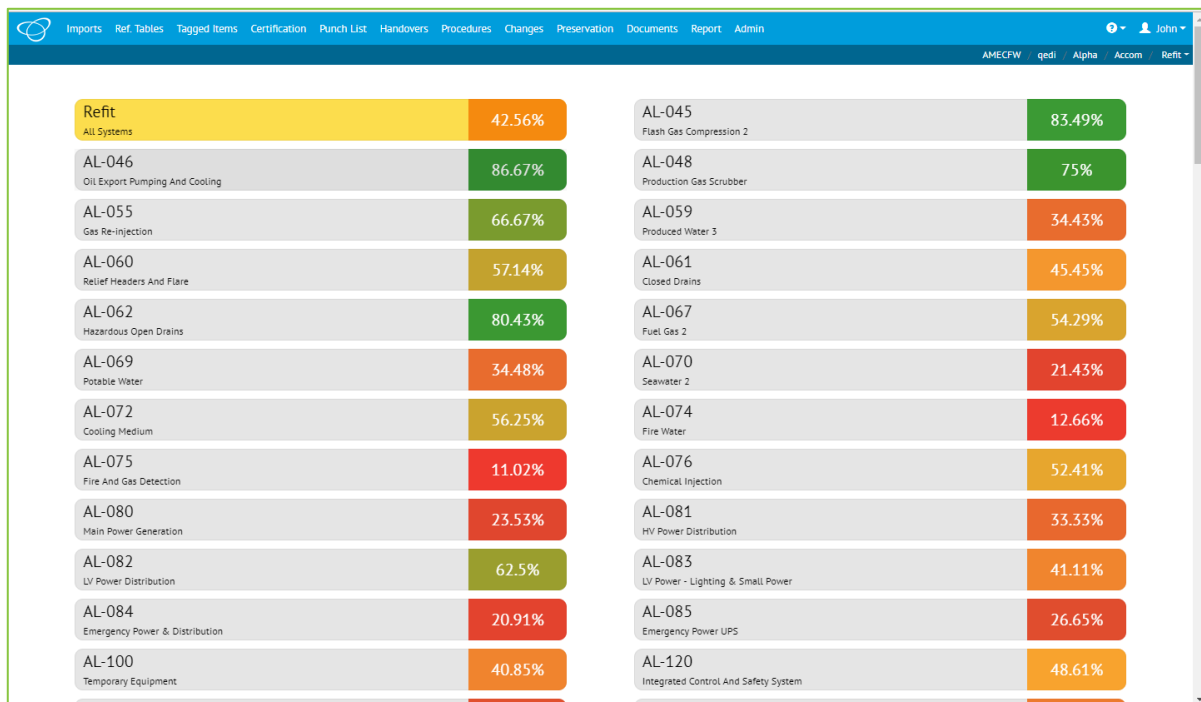 Imports Ref. Tables Tagged Items Certification Punch List Handovers Procedures Changes Preservation Documents Report Admin John
AMECFW / qedi / Alpha / Accom / Refit
Refit
All Systems
42.56%
AL-045
Flash Gas Compression 2
83.49%
AL-046
Oil Export Pumping And Cooling
86.67%
AL-048
Production Gas Scrubber
75%
AL-055
Gas Re-injection
66.67%
AL-059
Produced Water 3
34.43%
AL-060
Relief Headers And Flare
57.14%
AL-061
Closed Drains
45.45%
AL-062
Hazardous Open Drains
80.43%
AL-067
Fuel Gas 2
54.29%
AL-069
Potable Water
34.48%
AL-070
Seawater 2
21.43%
AL-072
Cooling Medium
56.25%
AL-074
Fire Water
12.66%
AL-075
Fire And Gas Detection
11.02%
AL-076
Chemical Injection
52.41%
AL-080
Main Power Generation
23.53%
AL-081
HV Power Distribution
33.33%
AL-082
LV Power Distribution
62.5%
AL-083
LV Power - Lighting & Small Power
41.11%
AL-084
Emergency Power & Distribution
20.91%
AL-085
Emergency Power UPS
26.65%
AL-100
Temporary Equipment
40.85%
AL-120
Integrated Control And Safety System
48.61%